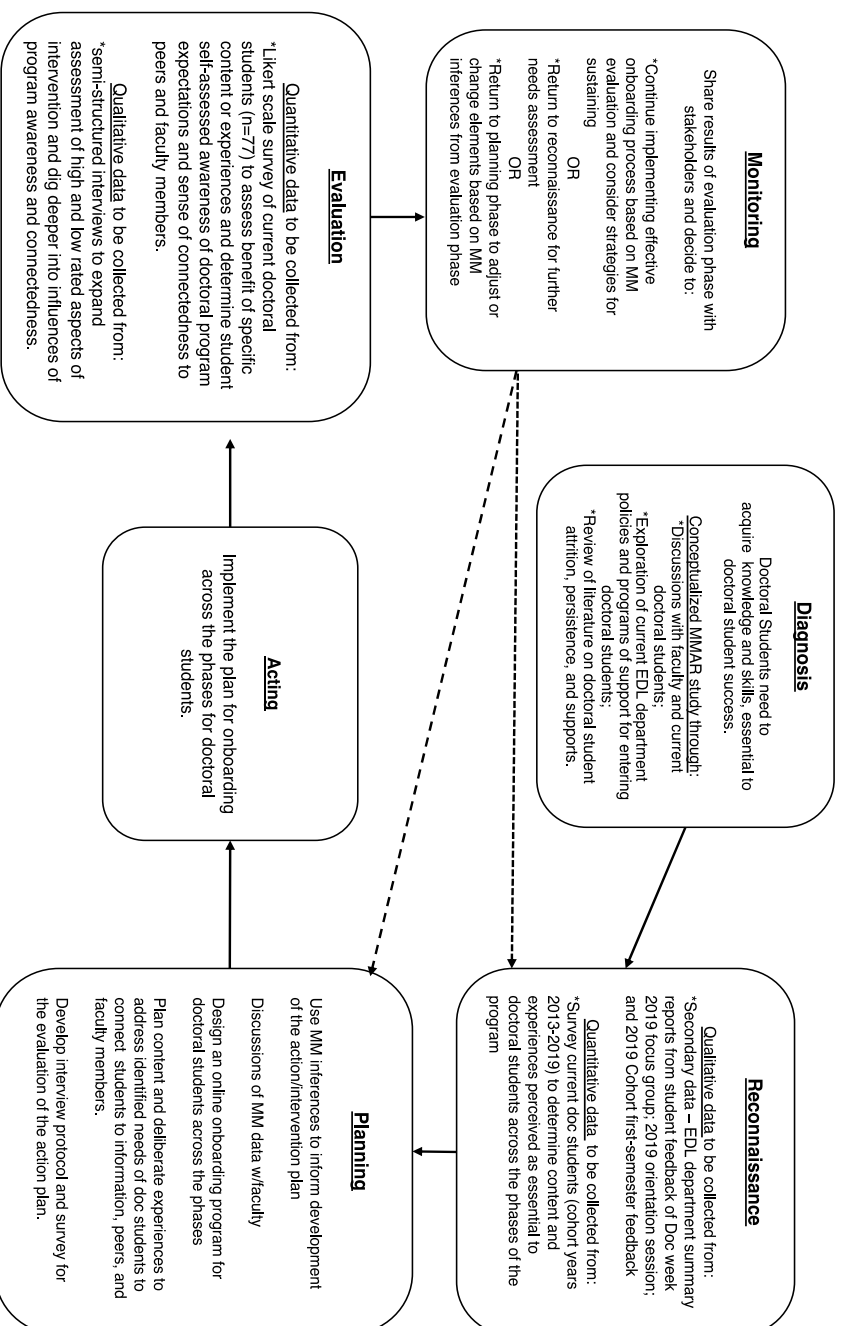 Diagnosis
Doctoral Students need to
acquire knowledge and skills, essential to
doctoral student success.
Conceptualized MMAR study through:
*Discussions with faculty and current
doctoral students;
*Exploration of current EDL department
policies and programs of support for entering
doctoral students;
*Review of literature on doctoral student
attrition, persistence, and supports.
Reconnaissance
Qualitative data to be collected from:
*Secondary data – EDL department summary
reports from student feedback of Doc week
2019 focus group; 2019 orientation session;
and 2019 Cohort first-semester feedback
Quantitative data to be collected from:
*Survey current doc students (cohort years
2013-2019) to determine content and
experiences perceived as essential to
doctoral students across the phases of the
program
Planning
Use MM inferences to inform development
of the action/intervention plan
Discussions of MM data w/faculty
Design an online onboarding program for
doctoral students across the phases
Plan content and deliberate experiences to
address identified needs of doc students to
connect students to information, peers, and
faculty members.
Develop interview protocol and survey for
the evaluation of the action plan.
Acting
Implement the plan for onboarding
across the phases for doctoral
students.
Evaluation
Quantitative data to be collected from:
*Likert scale survey of current doctoral
students (n=77) to assess benefit of specific
content or experiences and determine student
self-assessed awareness of doctoral program
expectations and sense of connectedness to
peers and faculty members.
Qualitative data to be collected from:
*semi-structured interviews to expand
assessment of high and low rated aspects of
intervention and dig deeper into influences of
program awareness and connectedness.
Monitoring
Share results of evaluation phase with
stakeholders and decide to:
*Continue implementing effective
onboarding process based on MM
evaluation and consider strategies for
sustaining
OR
*Return to reconnaissance for further
needs assessment
OR
*Return to planning phase to adjust or
change elements based on MM
inferences from evaluation phase